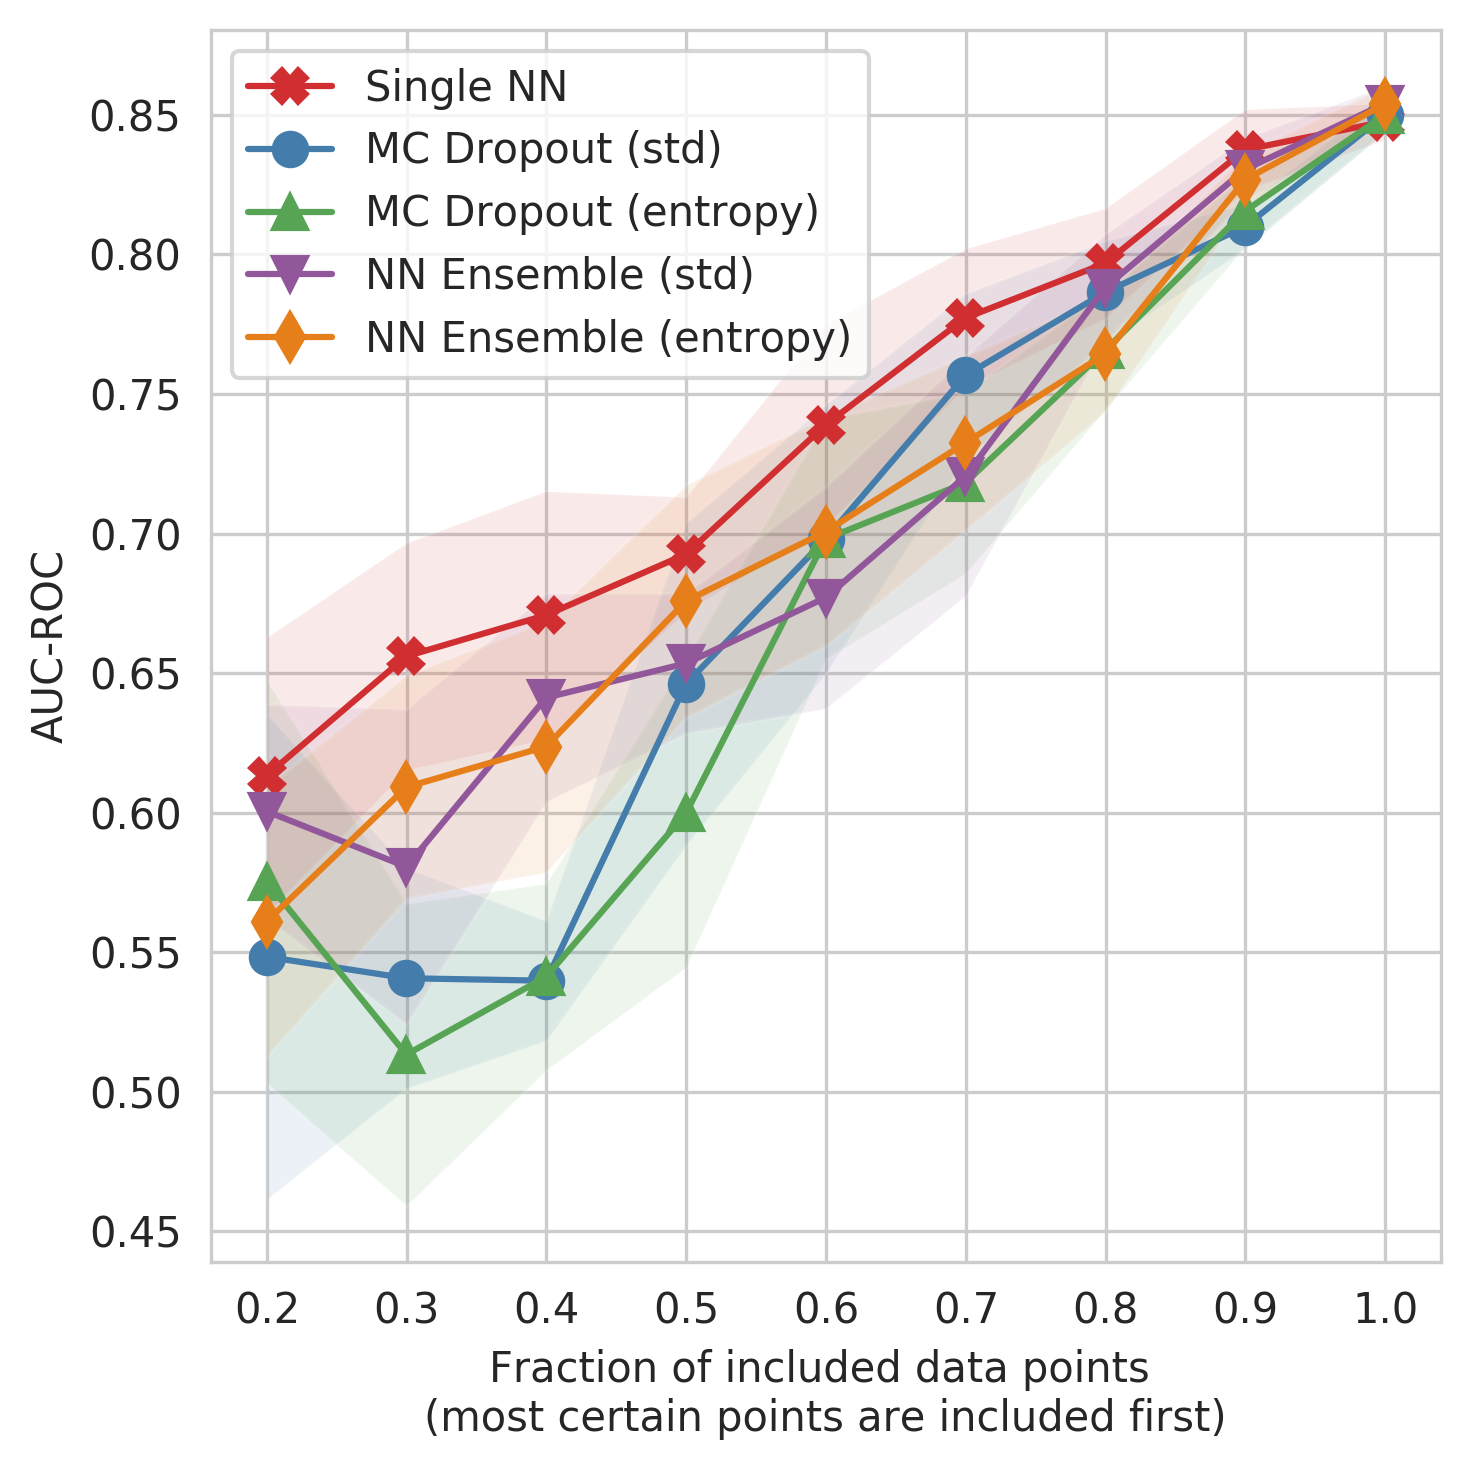 Single NN
MC Dropout (std)
MC Dropout (entropy)
NN Ensemble (std)
NN Ensemble (entropy)
AUC-ROC
0.85
0.80
0.75
0.70
0.65
0.60
0.55
0.50
0.45
0.2 0.3 0.4 0.5 0.6 0.7 0.8 0.9 1.0
Fraction of included data points
(most certain points are included first)